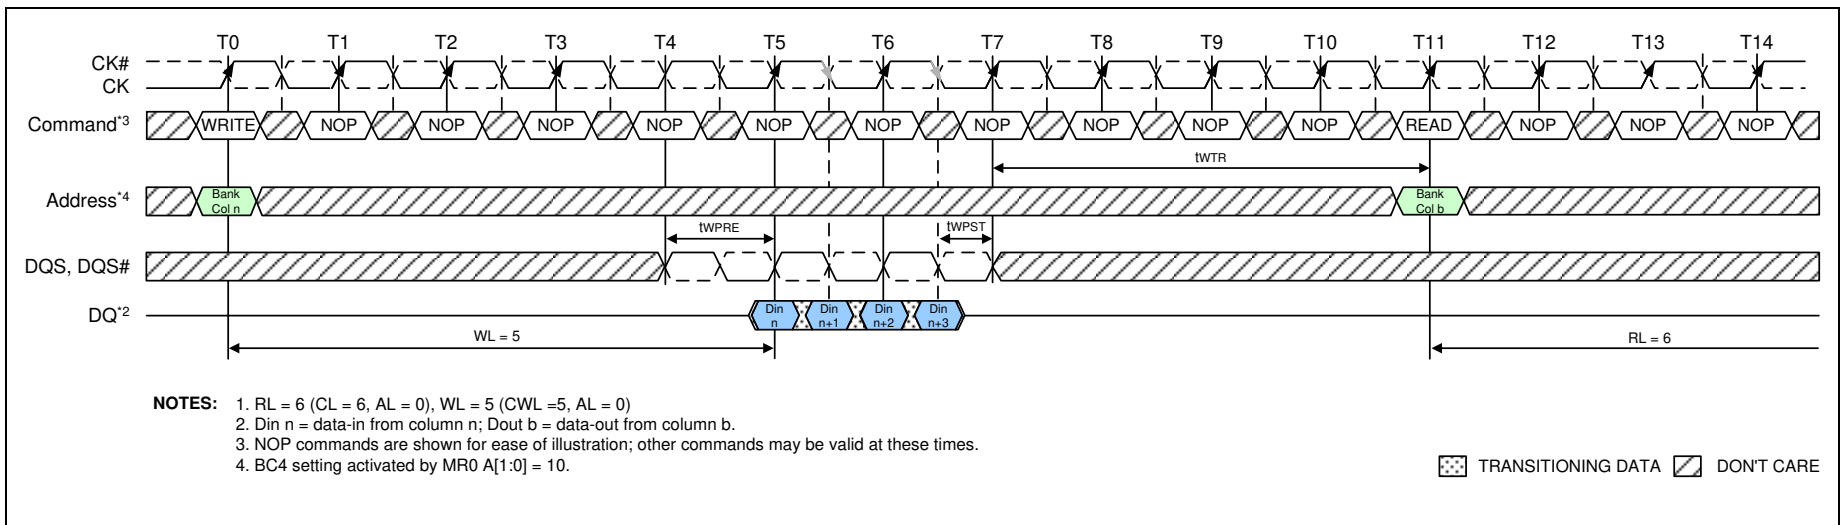 T0 T1 T2 T3 T4 T5 T6 T7 T8 T9 T10 T11 T12 T13 T14
CK#
CK
Command*3 WRITE NOP NOP NOP NOP NOP NOP NOP NOP NOP NOP READ NOP NOP NOP
tWTR
Address*4 Bank Col n Bank Col b
tWPRE tWPST
DQS, DQS#
DQ*2 Din n Din n+1 Din n+2 Din n+3
WL = 5 RL = 6
NOTES: 1. RL = 6 (CL = 6, AL = 0), WL = 5 (CWL =5, AL = 0)
2. Din n = data-in from column n; Dout b = data-out from column b.
3. NOP commands are shown for ease of illustration; other commands may be valid at these times.
4. BC4 setting activated by MR0 A[1:0] = 10.
TRANSITIONING DATA DON'T CARE